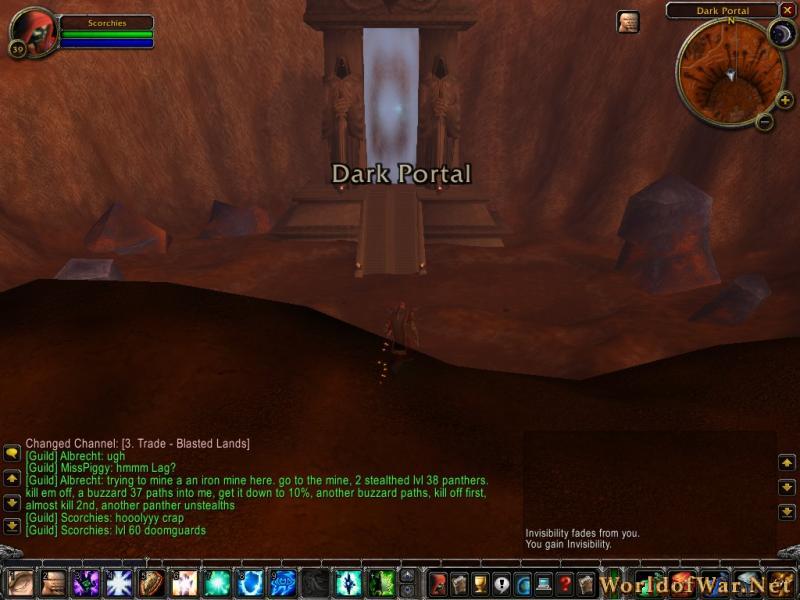 Scorchies
39
Dark Portal
N
Dark Portal
Changed Channel: [3. Trade - Blasted Lands]
[Guild] Albrecht: ugh
[Guild] MissPiggy: hmmm Lag?
[Guild] Albrecht: trying to mine a an iron mine here. go to the mine, 2 stealthed lvl 38 panthers.
kill em off, a buzzard 37 paths into me, get it down to 10%, another buzzard paths, kill off first,
almost kill 2nd, another panther unstealths
[Guild] Scorchies: hooolyyy crap
[Guild] Scorchies: lvl 60 doomguards
Invisibility fades from you.
You gain Invisibility.
WorldofWar.Net